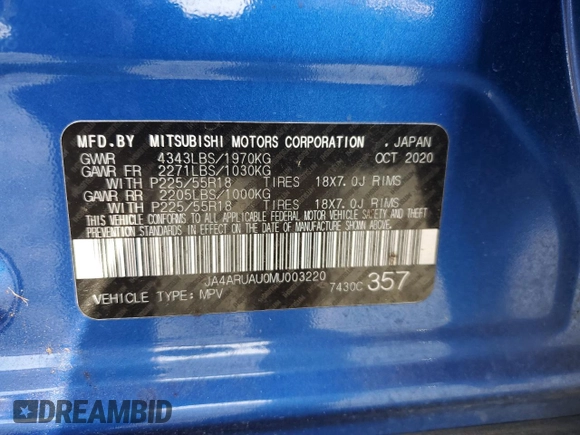 MFD.BY MITSUBISHI MOTORS CORPORATION . JAPAN
GVWR 4343LBS/1970KG OCT 2020
GAWR FR 2271LBS/1030KG
WITH P225/55R18 TIRES 18X7.0J RIMS
GAWR RR 2205LBS/1000KG
WITH P225/55R18 TIRES 18X7.0J RIMS
THIS VEHICLE CONFORMS TO ALL APPLICABLE FEDERAL MOTOR VEHICLE SAFETY AND THEFT
PREVENTION STANDARDS IN EFFECT ON THE DATE OF MANUFACTURE SHOWN ABOVE.
JA4ARUAU0MU003220
VEHICLE TYPE: MPV 7430C 357
DREAMBID